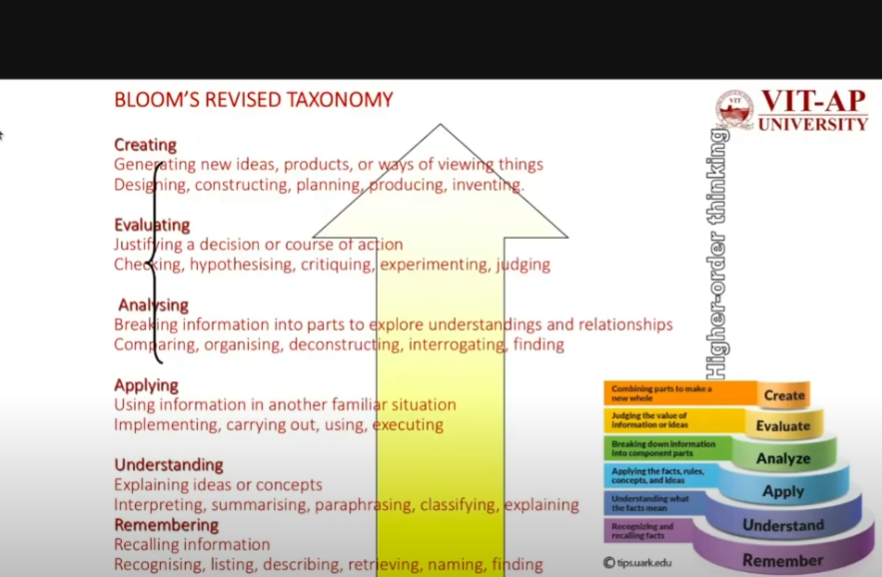 BLOOM'S REVISED TAXONOMY
VIT
VIT-AP
UNIVERSITY
Higher-order thinking
Creating
Generating new ideas, products, or ways of viewing things
Designing, constructing, planning, producing, inventing.
Evaluating
Justifying a decision or course of action
Checking, hypothesising, critiquing, experimenting, judging
Analysing
Breaking information into parts to explore understandings and relationships
Comparing, organising, deconstructing, interrogating, finding
Applying
Using information in another familiar situation
Implementing, carrying out, using, executing
Understanding
Explaining ideas or concepts
Interpreting, summarising, paraphrasing, classifying, explaining
Remembering
Recalling information
Recognising, listing, describing, retrieving, naming, finding
Combining parts to make a
new whole
Create
Judging the value of
information or ideas
Evaluate
Breaking down information
into component parts
Analyze
Applying the facts, rules,
concepts, and ideas
Apply
Understanding what
the facts mean
Understand
Recognizing and
recalling facts
Remember
© tips.uark.edu